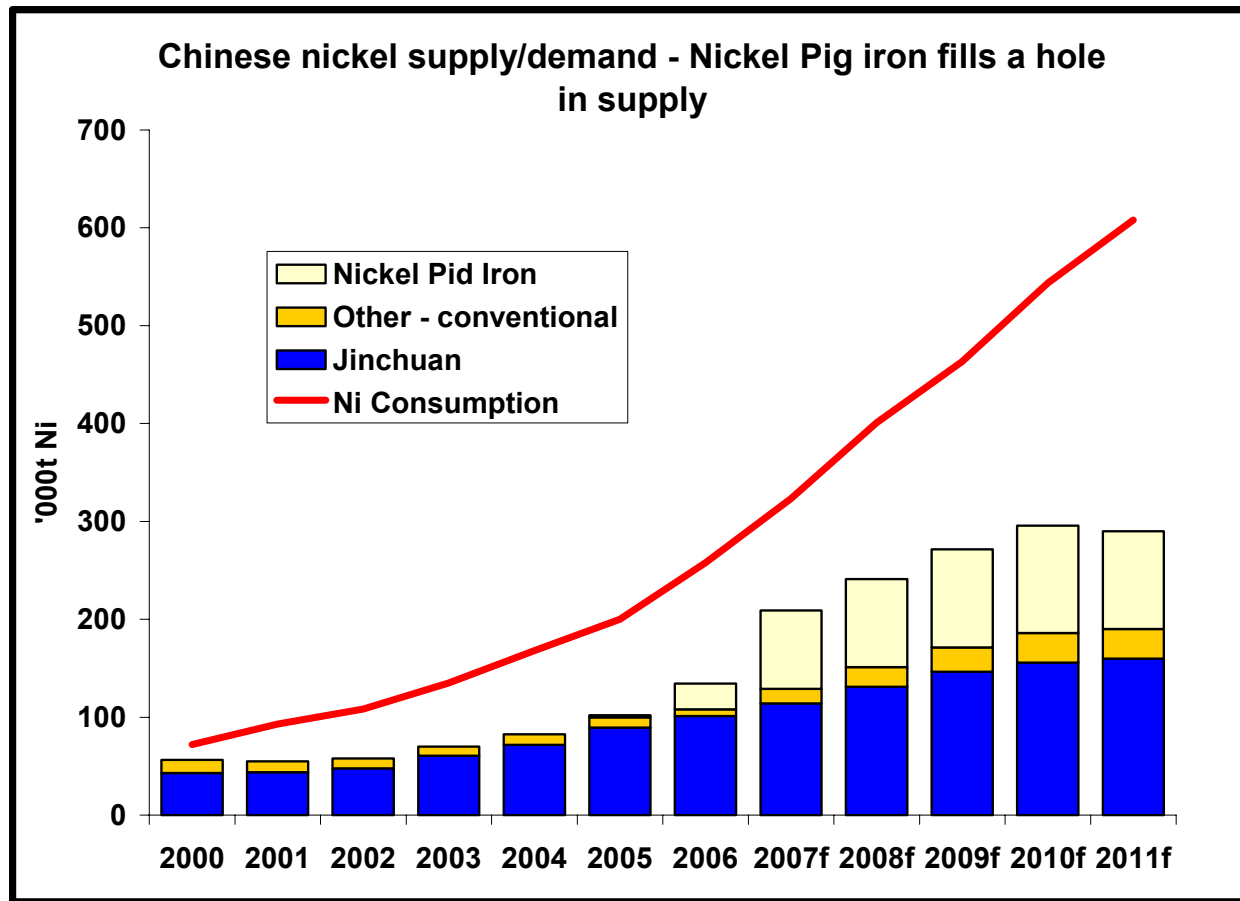 Chinese nickel supply/demand - Nickel Pig iron fills a hole
in supply
700
600
500
400
300
200
100
0
'000t Ni
Nickel Pid Iron
Other - conventional
Jinchuan
Ni Consumption
2000 2001 2002 2003 2004 2005 2006 2007f 2008f 2009f 2010f 2011f